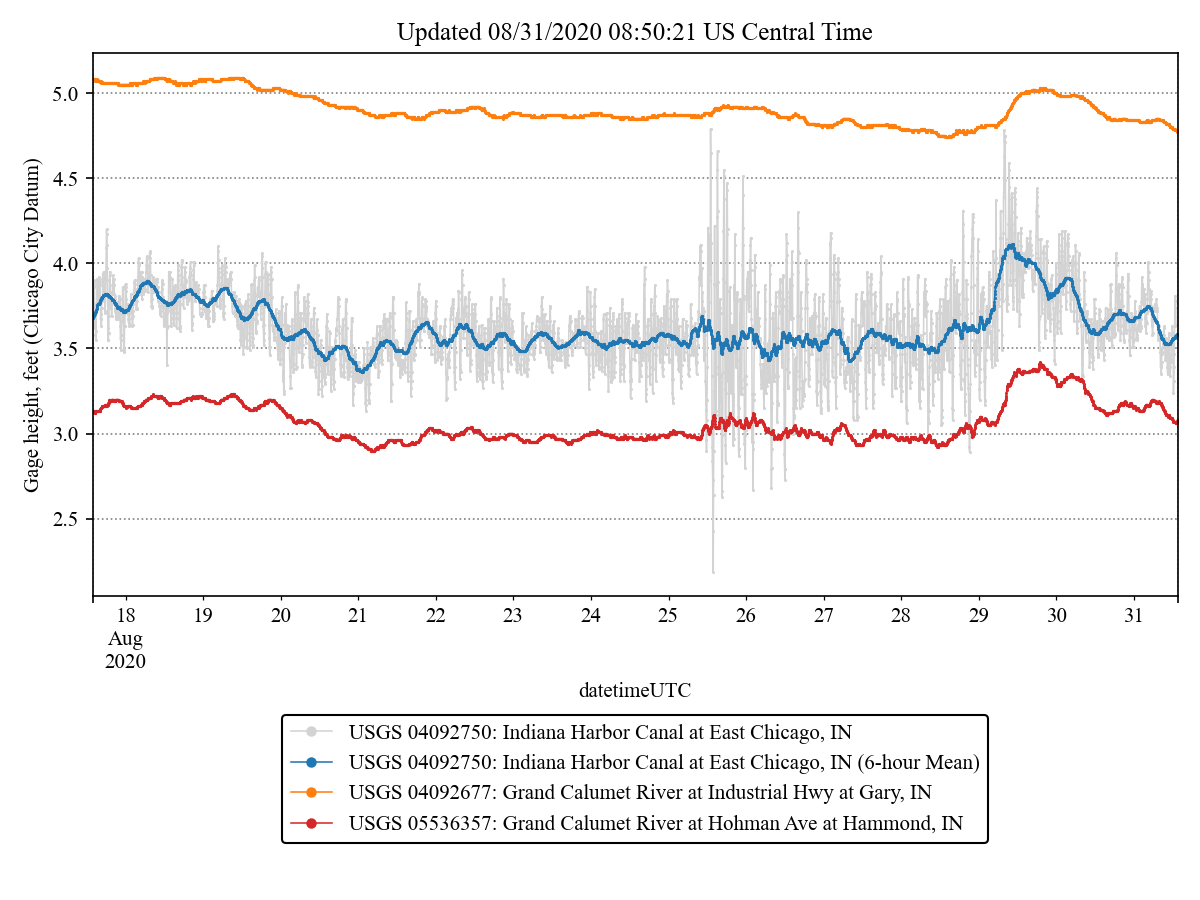 Updated 08/31/2020 08:50:21 US Central Time
Gage height, feet (Chicago City Datum)
5.0
4.5
4.0
3.5
3.0
2.5
18 19 20 21 22 23 24 25 26 27 28 29 30 31
Aug
2020
datetimeUTC
USGS 04092750: Indiana Harbor Canal at East Chicago, IN
USGS 04092750: Indiana Harbor Canal at East Chicago, IN (6-hour Mean)
USGS 04092677: Grand Calumet River at Industrial Hwy at Gary, IN
USGS 05536357: Grand Calumet River at Hohman Ave at Hammond, IN